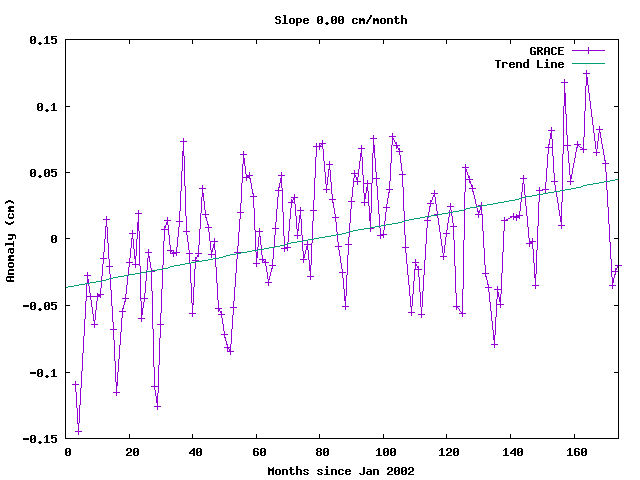 Slope 0.00 cm/month
0.15
GRACE
Trend Line
0.1
0.05
0
-0.05
-0.1
-0.15
Anomaly (cm)
0 20 40 60 80 100 120 140 160
Months since Jan 2002